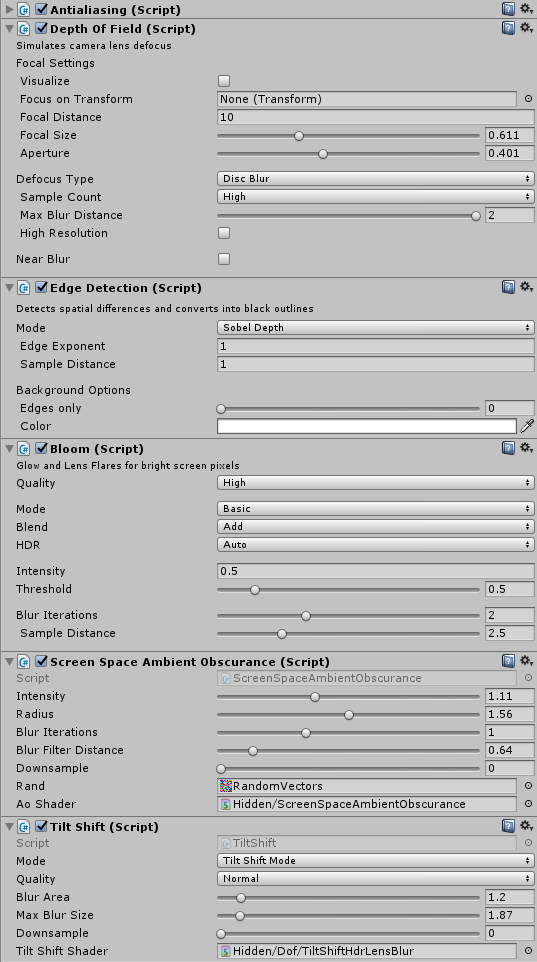 Antialiasing (Script)
Depth Of Field (Script)
Simulates camera lens defocus
Focal Settings
Visualize
Focus on Transform None (Transform)
Focal Distance 10
Focal Size 0.611
Aperture 0.401
Defocus Type Disc Blur
Sample Count High
Max Blur Distance 2
High Resolution
Near Blur
Edge Detection (Script)
Detects spatial differences and converts into black outlines
Mode Sobel Depth
Edge Exponent 1
Sample Distance 1
Background Options
Edges only 0
Color
Bloom (Script)
Glow and Lens Flares for bright screen pixels
Quality High
Mode Basic
Blend Add
HDR Auto
Intensity 0.5
Threshold 0.5
Blur Iterations 2
Sample Distance 2.5
Screen Space Ambient Obscurance (Script)
Script ScreenSpaceAmbientObscurance
Intensity 1.11
Radius 1.56
Blur Iterations 1
Blur Filter Distance 0.64
Downsample 0
Rand RandomVectors
Ao Shader Hidden/ScreenSpaceAmbientObscurance
Tilt Shift (Script)
Script TiltShift
Mode Tilt Shift Mode
Quality Normal
Blur Area 1.2
Max Blur Size 1.87
Downsample 0
Tilt Shift Shader Hidden/Dof/TiltShiftHdrLensBlur